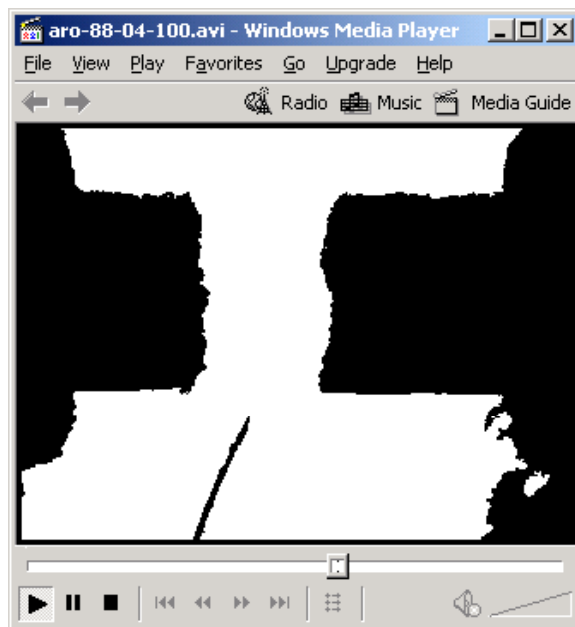 aro-88-04-100.avi - Windows Media Player
File View Play Favorites Go Upgrade Help
Radio Music Media Guide